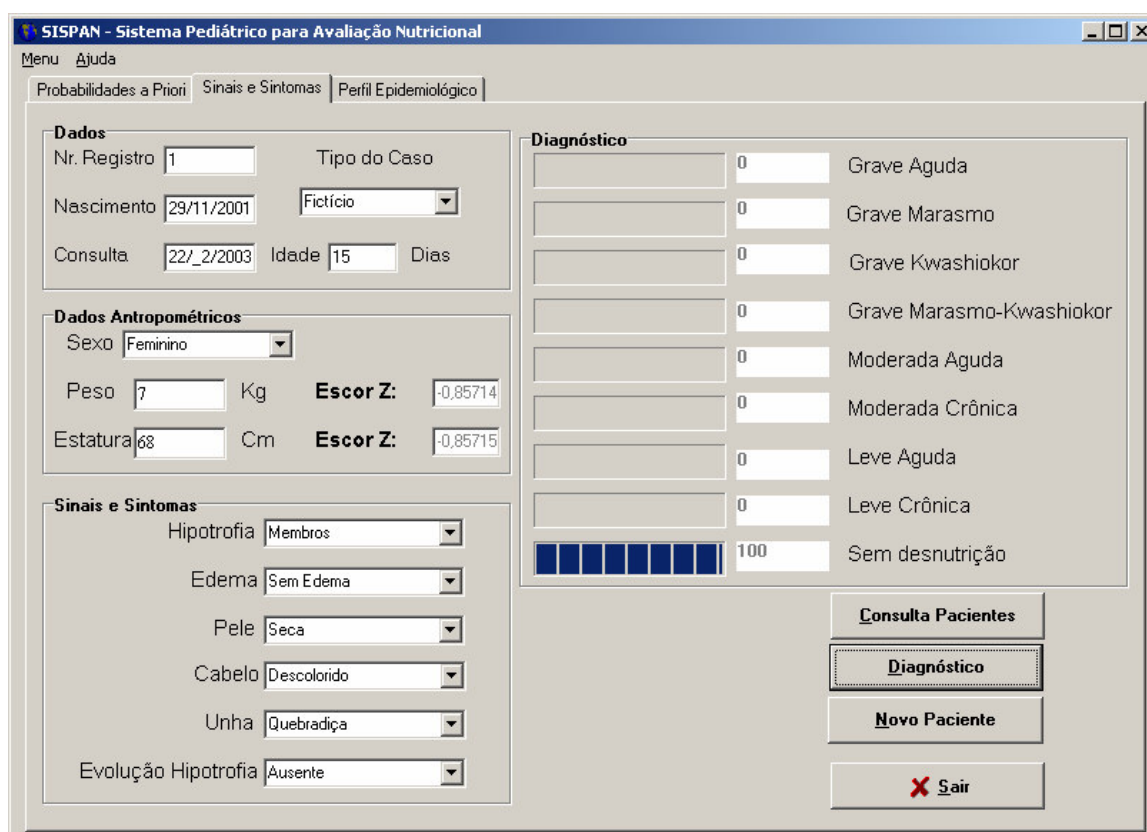 SISPAN - Sistema Pediátrico para Avaliação Nutricional
Menu Ajuda
Probabilidades a Priori Sinais e Sintomas Perfil Epidemiológico
Dados
Nr. Registro 1 Tipo do Caso
Nascimento 29/11/2001 Fictício
Consulta 22/_2/2003 Idade 15 Dias
Dados Antropométricos
Sexo Feminino
Peso 7 Kg Escor Z: -0,85714
Estatura 68 Cm Escor Z: -0,85715
Sinais e Sintomas
Hipotrofia Membros
Edema Sem Edema
Pele Seca
Cabelo Descolorido
Unha Quebradiça
Evolução Hipotrofia Ausente
Diagnóstico
0 Grave Aguda
0 Grave Marasmo
0 Grave Kwashiokor
0 Grave Marasmo-Kwashiokor
0 Moderada Aguda
0 Moderada Crônica
0 Leve Aguda
0 Leve Crônica
100 Sem desnutrição
Consulta Pacientes
Diagnóstico
Novo Paciente
Sair